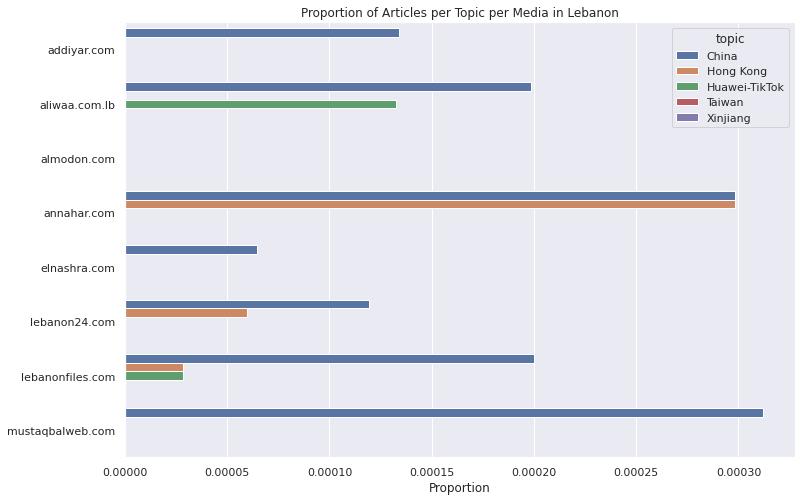 Proportion of Articles per Topic per Media in Lebanon
topic
China
Hong Kong
Huawei-TikTok
Taiwan
Xinjiang
addiyar.com
aliwaa.com.lb
almodon.com
annahar.com
elnashra.com
lebanon24.com
lebanonfiles.com
mustaqbalweb.com
0.00000 0.00005 0.00010 0.00015 0.00020 0.00025 0.00030
Proportion